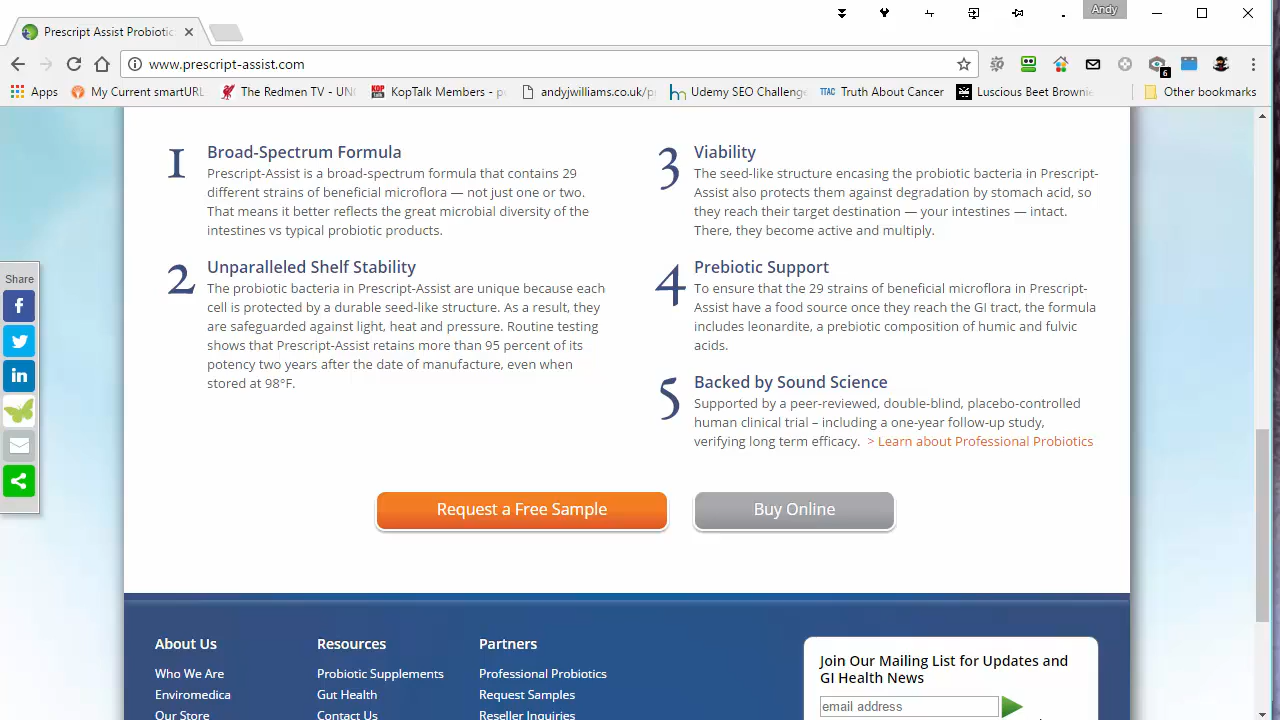 Andy
Prescript Assist Probiotic
www.prescript-assist.com
6
Apps
My Current smartURL
The Redmen TV - UNC
KopTalk Members - p
andyjwilliams.co.uk/p
Udemy SEO Challenge
TTAC
Truth About Cancer
Luscious Beet Brownie
Other bookmarks
1
Broad-Spectrum Formula
Prescript-Assist is a broad-spectrum formula that contains 29
different strains of beneficial microflora — not just one or two.
That means it better reflects the great microbial diversity of the
intestines vs typical probiotic products.
2
Unparalleled Shelf Stability
The probiotic bacteria in Prescript-Assist are unique because each
cell is protected by a durable seed-like structure. As a result, they
are safeguarded against light, heat and pressure. Routine testing
shows that Prescript-Assist retains more than 95 percent of its
potency two years after the date of manufacture, even when
stored at 98°F.
3
Viability
The seed-like structure encasing the probiotic bacteria in Prescript-
Assist also protects them against degradation by stomach acid, so
they reach their target destination — your intestines — intact.
There, they become active and multiply.
4
Prebiotic Support
To ensure that the 29 strains of beneficial microflora in Prescript-
Assist have a food source once they reach the GI tract, the formula
includes leonardite, a prebiotic composition of humic and fulvic
acids.
5
Backed by Sound Science
Supported by a peer-reviewed, double-blind, placebo-controlled
human clinical trial – including a one-year follow-up study,
verifying long term efficacy. > Learn about Professional Probiotics
Share
Request a Free Sample
Buy Online
About Us
Who We Are
Enviromedica
Our Store
Resources
Probiotic Supplements
Gut Health
Contact Us
Partners
Professional Probiotics
Request Samples
Reseller Inquiries
Join Our Mailing List for Updates and
GI Health News
email address